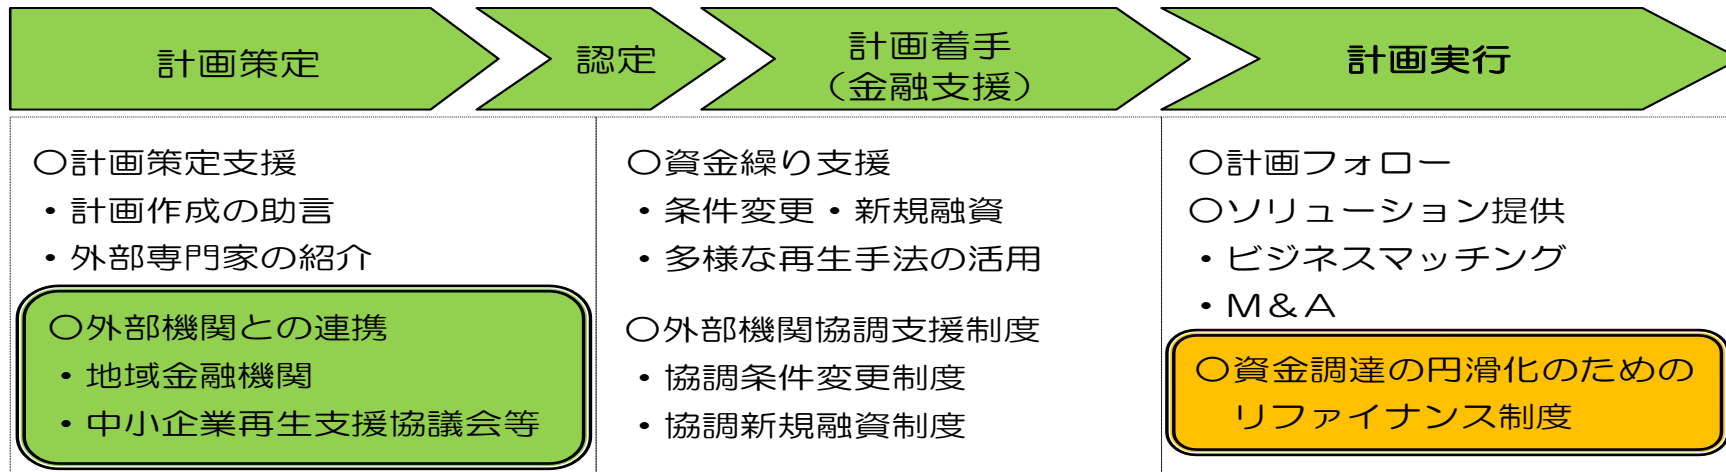 計画策定
認定
計画着手
（金融支援）
計画実行
○計画策定支援
・計画作成の助言
・外部専門家の紹介
○外部機関との連携
・地域金融機関
・中小企業再生支援協議会等
○資金繰り支援
・条件変更・新規融資
・多様な再生手法の活用
○外部機関協調支援制度
・協調条件変更制度
・協調新規融資制度
○計画フォロー
○ソリューション提供
・ビジネスマッチング
・M＆A
○資金調達の円滑化のための
リファイナンス制度